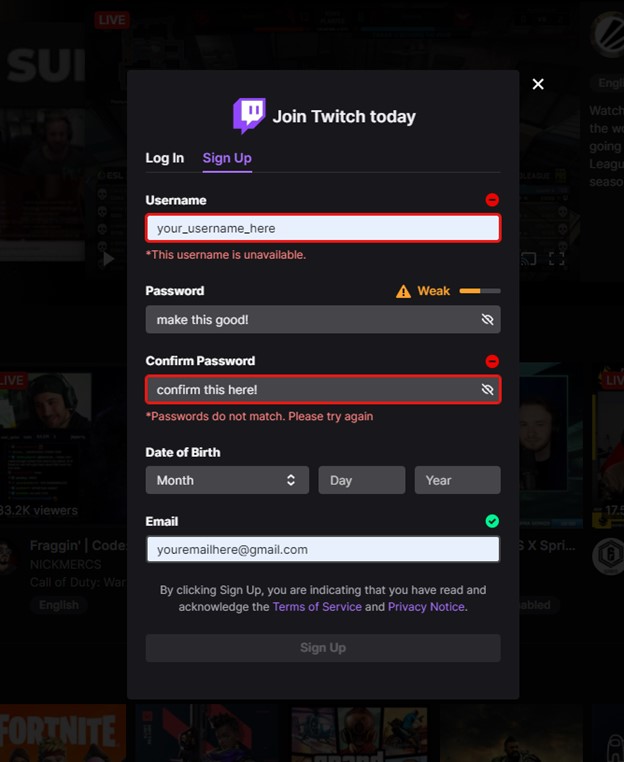 LIVE
SUI
Join Twitch today
Log In
Sign Up
Username
your_username_here
*This username is unavailable.
Password
Weak
make this good!
Confirm Password
confirm this here!
*Passwords do not match. Please try again
Date of Birth
Month
Day
Year
Email
youremailhere@gmail.com
By clicking Sign Up, you are indicating that you have read and
acknowledge the Terms of Service and Privacy Notice.
Sign Up
Engli
Watch
the wo
going
Leagu
seaso
ESL
LIVE
LIV
33.2K viewers
17.5
Fraggin' | Code
NICKMERCS
Call of Duty: War
English
S X Spri...
abled
FORTNITE